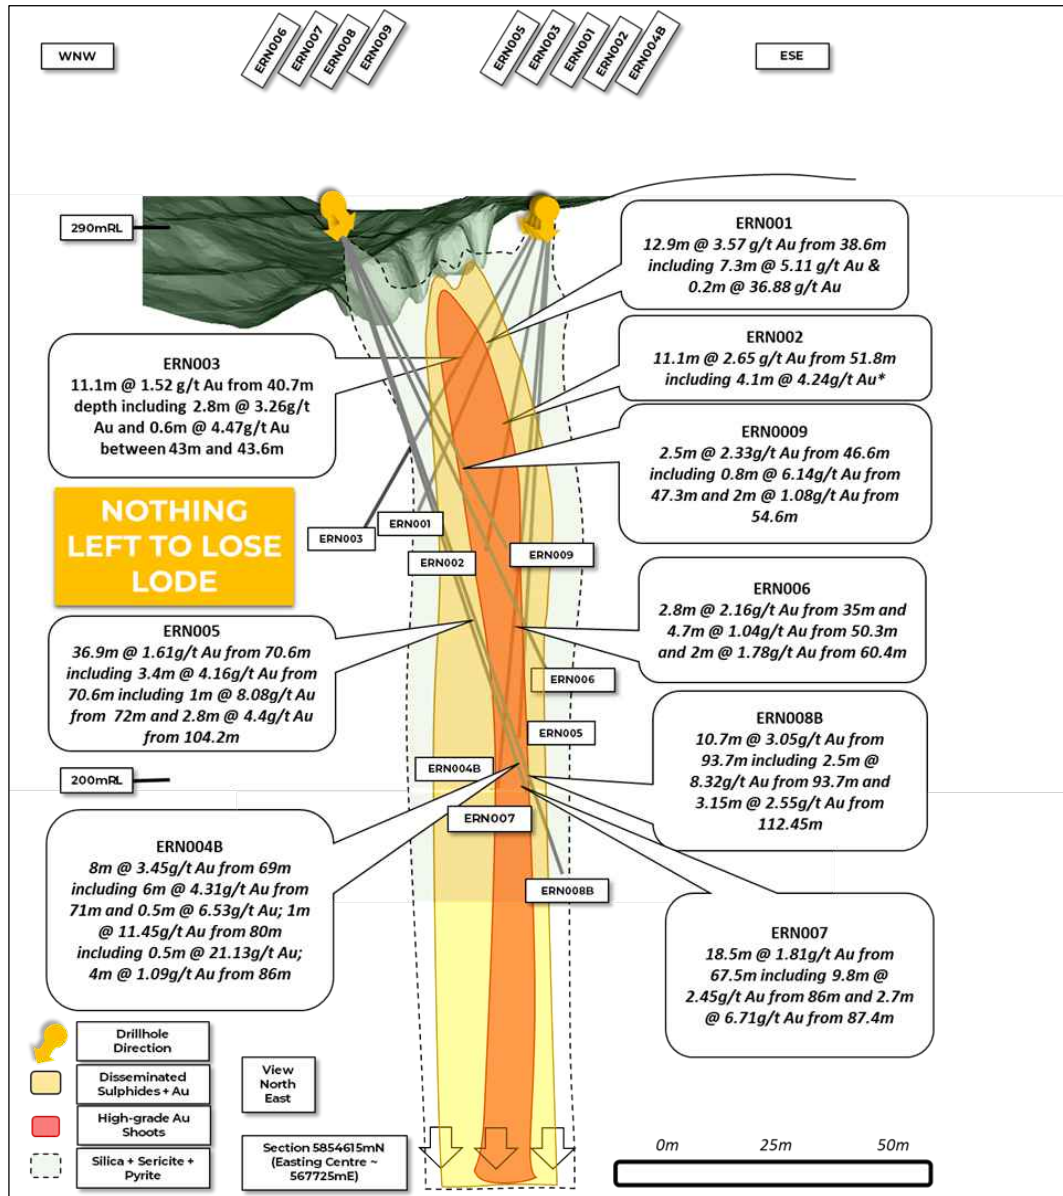 WNW
ERN006
ERN007
ERN008
ERN009
ERN005
ERN003
ERN001
ERN002
ERN004B
ESE
290mRL
ERN001
12.9m @ 3.57 g/t Au from 38.6m
including 7.3m @ 5.11 g/t Au &
0.2m @ 36.88 g/t Au
ERN002
11.1m @ 2.65 g/t Au from 51.8m
including 4.1m @ 4.24g/t Au*
ERN003
11.1m @ 1.52 g/t Au from 40.7m
depth including 2.8m @ 3.26g/t
Au and 0.6m @ 4.47g/t Au
between 43m and 43.6m
ERN0009
2.5m @ 2.33g/t Au from 46.6m
including 0.8m @ 6.14g/t Au from
47.3m and 2m @ 1.08g/t Au from
54.6m
NOTHING
LEFT TO LOSE
LODE
ERN003
ERN001
ERN002
ERN009
ERN006
2.8m @ 2.16g/t Au from 35m and
4.7m @ 1.04g/t Au from 50.3m
and 2m @ 1.78g/t Au from 60.4m
ERN005
36.9m @ 1.61g/t Au from 70.6m
including 3.4m @ 4.16g/t Au from
70.6m including 1m @ 8.08g/t Au
from 72m and 2.8m @ 4.4g/t Au
from 104.2m
ERN006
ERN005
ERN004B
ERN007
ERN008B
ERN008B
10.7m @ 3.05g/t Au from
93.7m including 2.5m @
8.32g/t Au from 93.7m and
3.15m @ 2.55g/t Au from
112.45m
200mRL
ERN004B
8m @ 3.45g/t Au from 69m
including 6m @ 4.31g/t Au from
71m and 0.5m @ 6.53g/t Au; 1m
@ 11.45g/t Au from 80m
including 0.5m @ 21.13g/t Au;
4m @ 1.09g/t Au from 86m
ERN007
18.5m @ 1.81g/t Au from
67.5m including 9.8m @
2.45g/t Au from 86m and 2.7m
@ 6.71g/t Au from 87.4m
Drillhole
Direction
Disseminated
Sulphides + Au
High-grade Au
Shoots
Silica + Sericite +
Pyrite
View
North
East
Section 5854615mN
(Easting Centre ~
567725mE)
0m
25m
50m